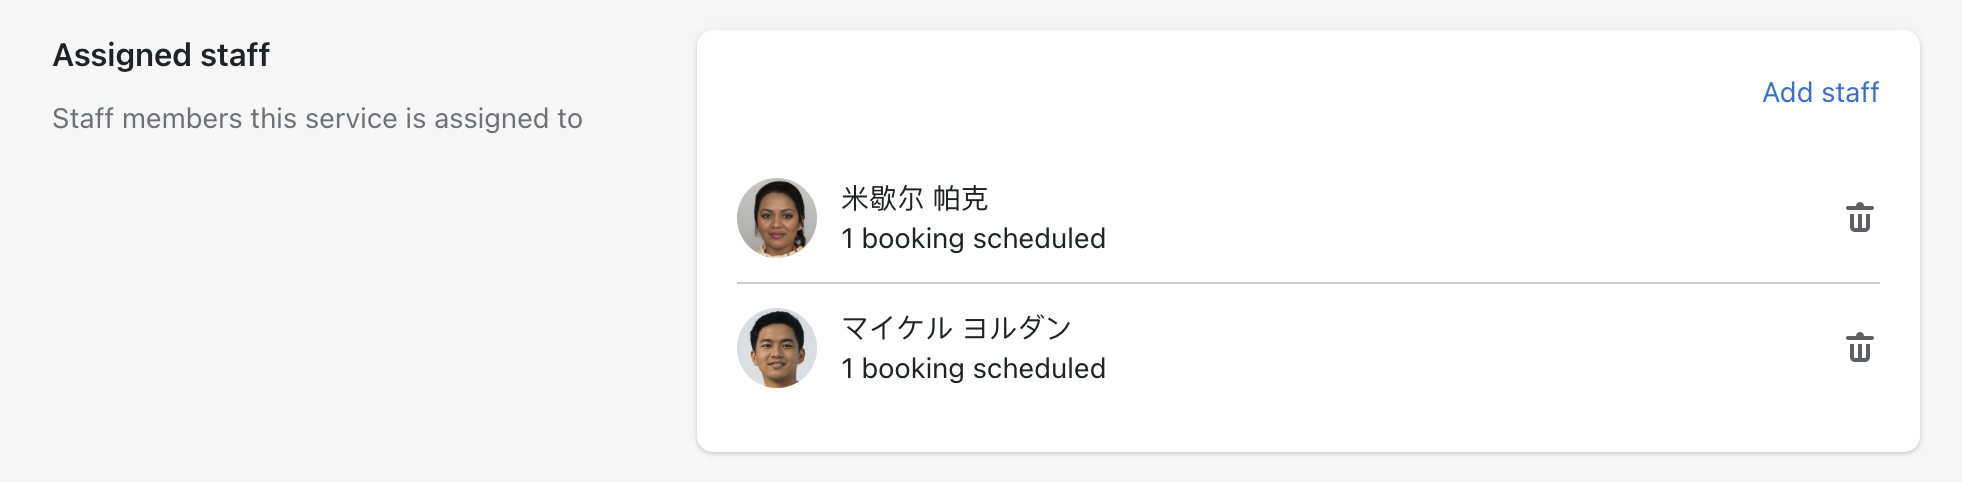 Assigned staff
Staff members this service is assigned to
Add staff
米歇尔 帕克
1 booking scheduled
マイケル ヨルダン
1 booking scheduled